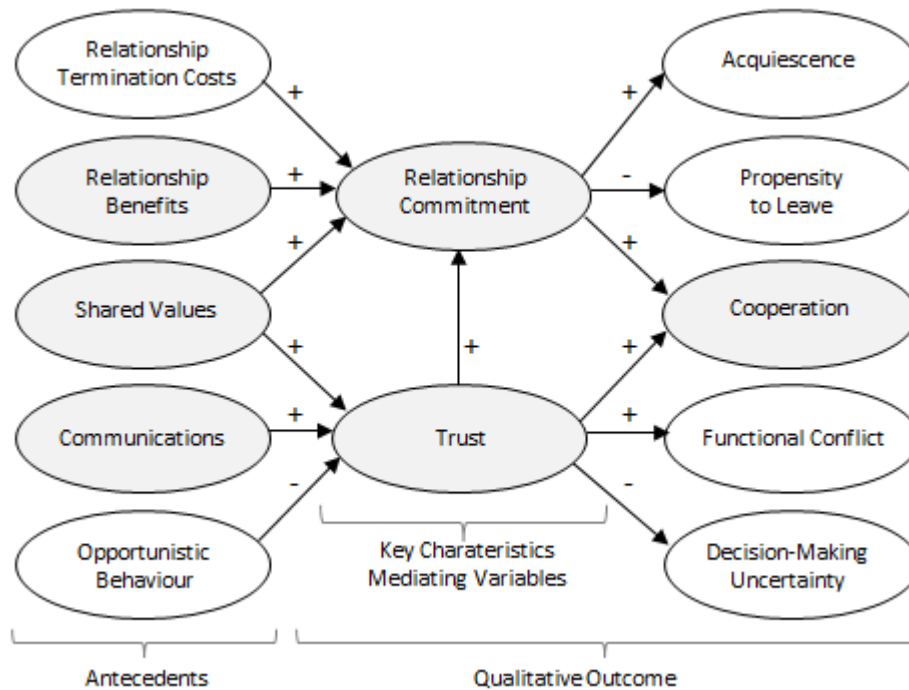 Relationship
Termination Costs
Acquiescence
+
+
Relationship
Benefits
+
Relationship
Commitment
-
Propensity
to Leave
+
+
Shared Values
Cooperation
+
+
+
Communications
+
Trust
+
Functional Conflict
-
-
Opportunistic
Behaviour
Key Charateristics
Mediating Variables
Decision-Making
Uncertainty
Antecedents
Qualitative Outcome